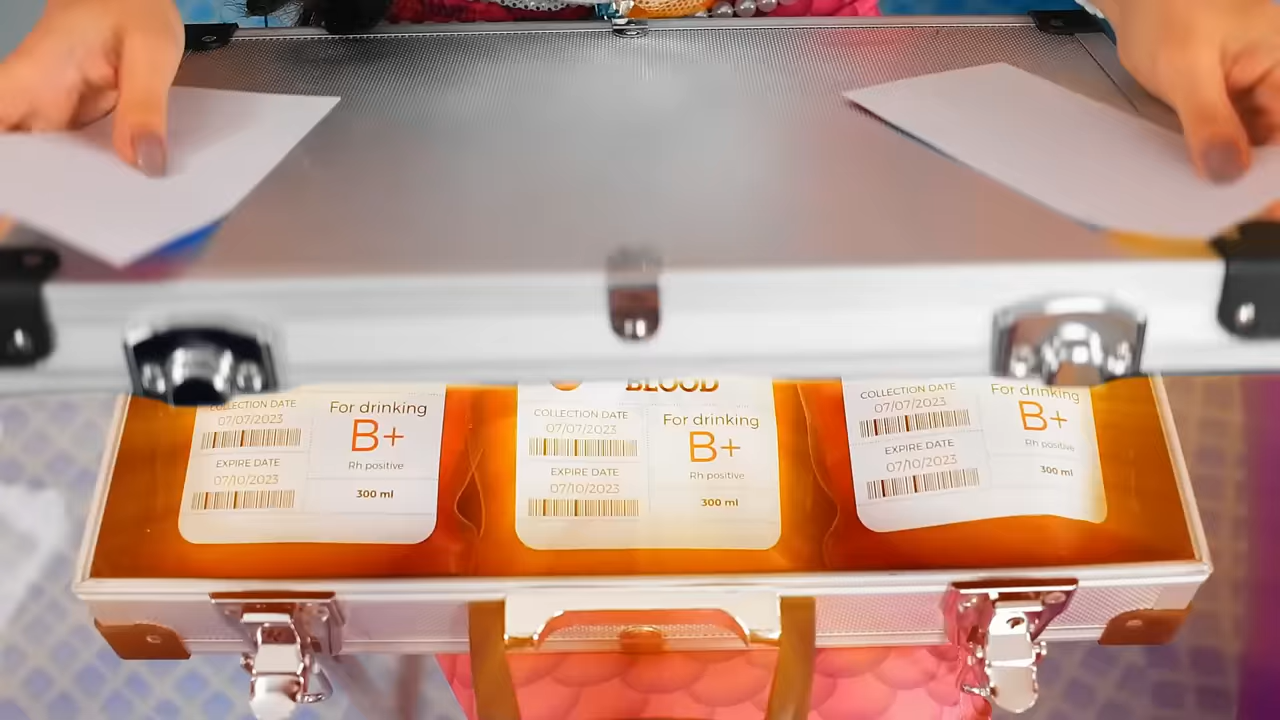 COLLECTION DATE
07/07/2023
EXPIRE DATE
07/10/2023
For drinking
B+
Rh positive
300 ml
BLOOD
COLLECTION DATE
07/07/2023
EXPIRE DATE
07/10/2023
For drinking
B+
Rh positive
300 ml
COLLECTION DATE
07/07/2023
EXPIRE DATE
07/10/2023
For drinking
B+
Rh positive
300 ml